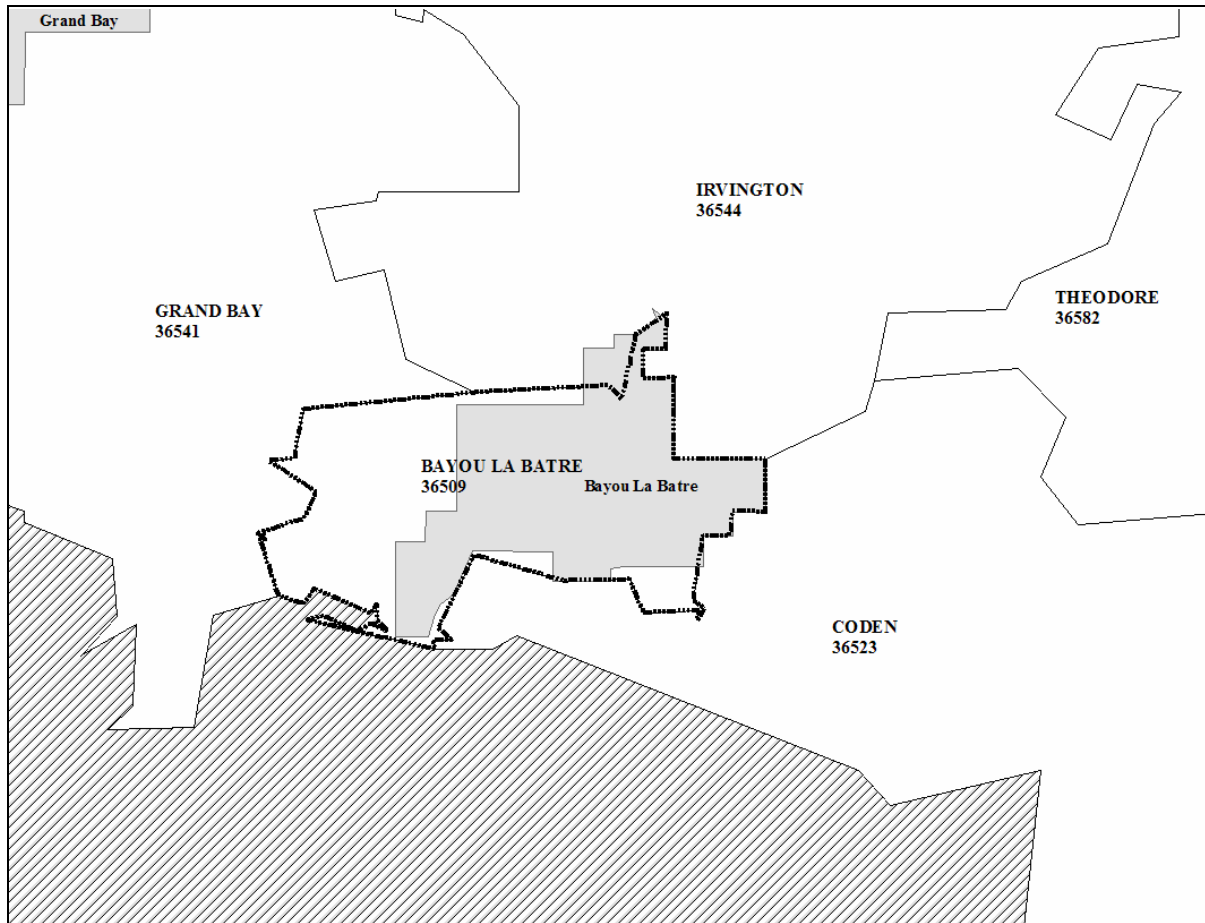 Grand Bay
IRVINGTON
36544
GRAND BAY
36541
THEODORE
36582
BAYOU LA BATRE
36509
Bayou La Batre
CODEN
36523